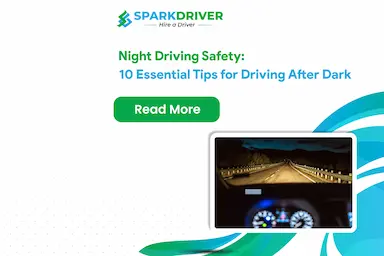 SPARKDRIVER
Hire a Driver
Night Driving Safety:
10 Essential Tips for Driving After Dark
Read More